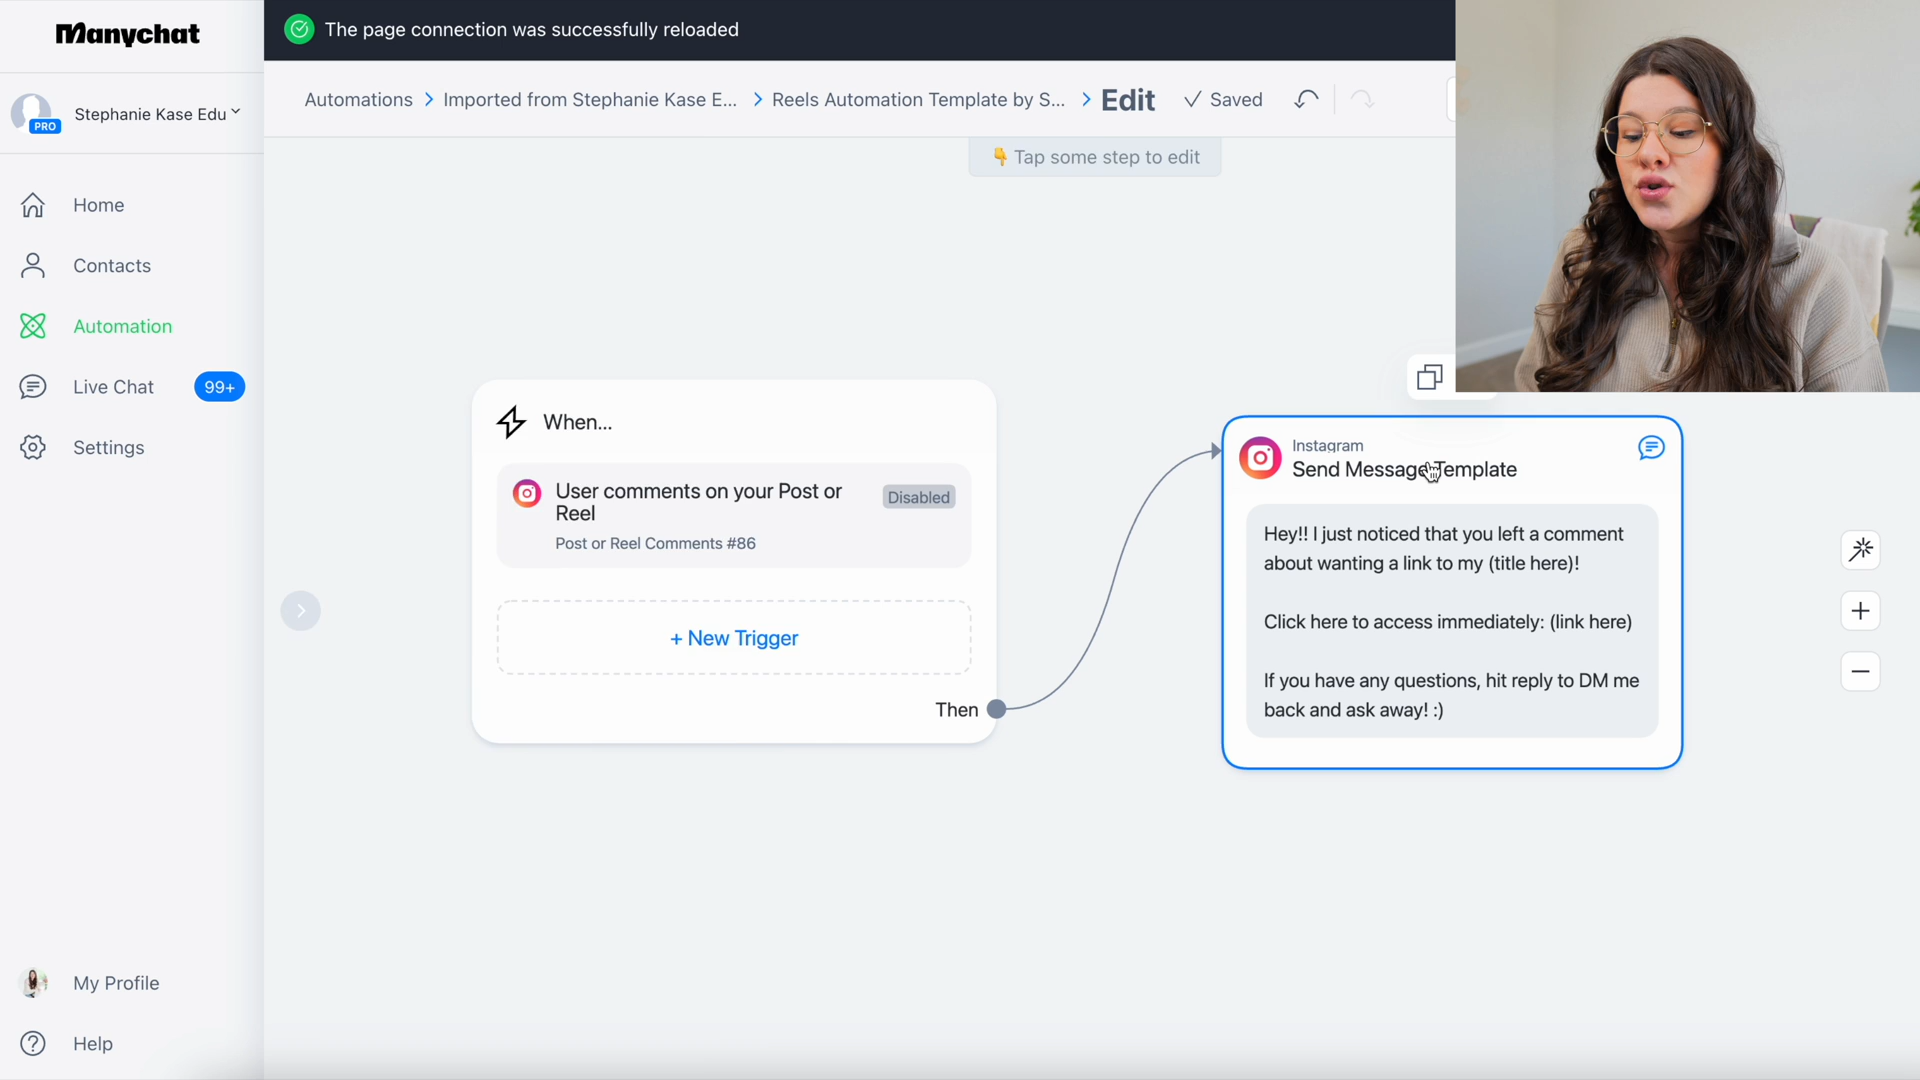 Manychat
The page connection was successfully reloaded
Stephanie Kase Edu
PRO
Automations > Imported from Stephanie Kase E... > Reels Automation Template by S... > Edit
Saved
👇 Tap some step to edit
Home
Contacts
Automation
Live Chat
99+
Settings
My Profile
Help
When...
User comments on your Post or
Reel
Disabled
Post or Reel Comments #86
+ New Trigger
Then
Instagram
Send Message Template
Hey!! I just noticed that you left a comment
about wanting a link to my (title here)!
Click here to access immediately: (link here)
If you have any questions, hit reply to DM me
back and ask away! :)